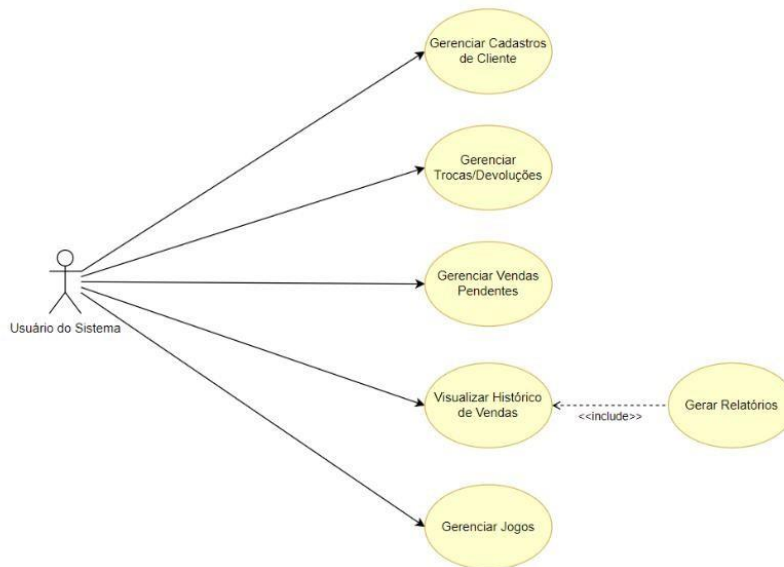 Gerenciar Cadastros
de Cliente
Gerenciar
Trocas/Devoluções
Gerenciar Vendas
Pendentes
Usuário do Sistema
Visualizar Histórico
de Vendas
<<include>>
Gerar Relatórios
Gerenciar Jogos